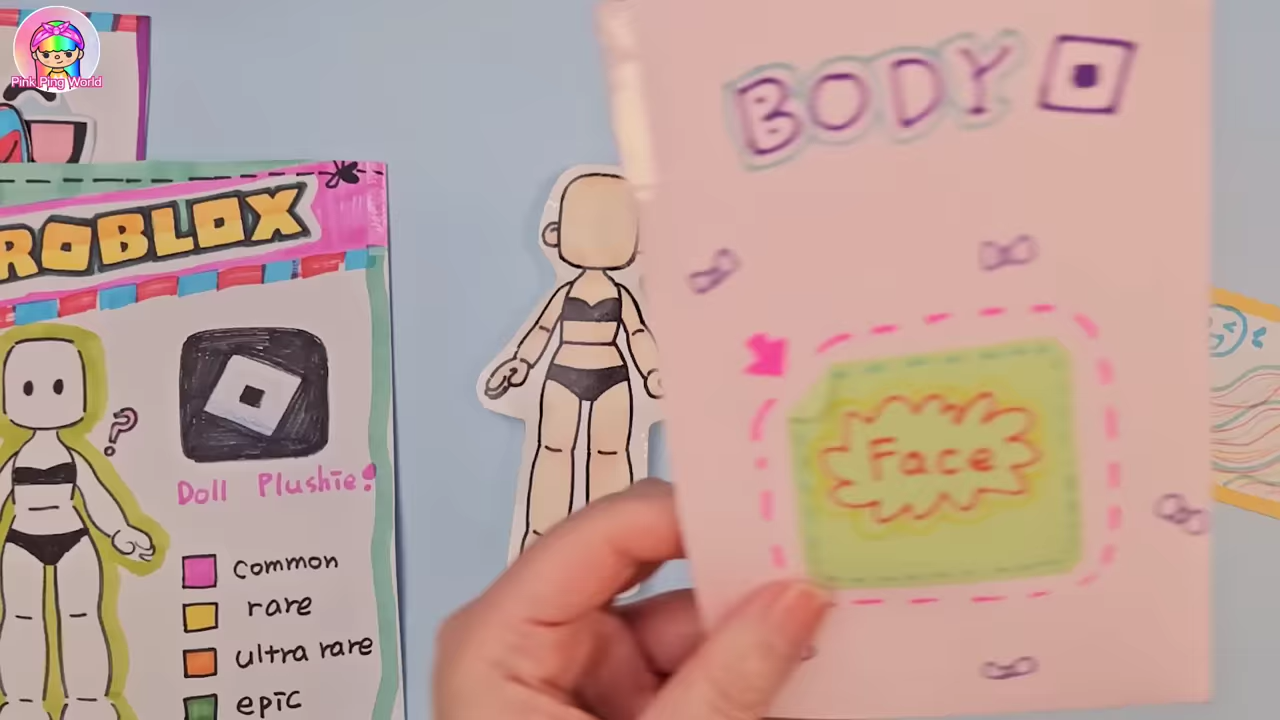 Pink Ping World
ROBLOX
?
Doll Plushie!
common
rare
ultra rare
epic
BODY
Face